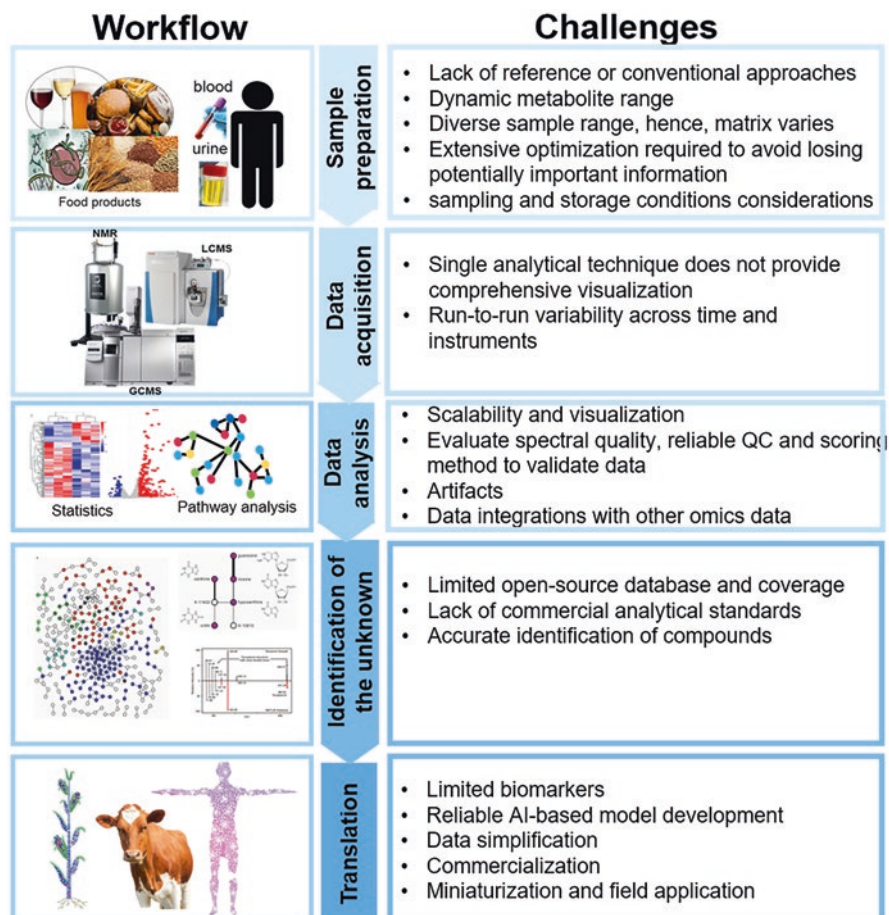 Workflow
Challenges
blood
urine
Food products
Sample
preparation
• Lack of reference or conventional approaches
• Dynamic metabolite range
• Diverse sample range, hence, matrix varies
• Extensive optimization required to avoid losing
potentially important information
• sampling and storage conditions considerations
NMR
LCMS
GCMS
Data
acquisition
• Single analytical technique does not provide
comprehensive visualization
• Run-to-run variability across time and
instruments
Statistics
Pathway analysis
Data
analysis
• Scalability and visualization
• Evaluate spectral quality, reliable QC and scoring
method to validate data
• Artifacts
• Data integrations with other omics data
Identification of
the unknown
• Limited open-source database and coverage
• Lack of commercial analytical standards
• Accurate identification of compounds
Translation
• Limited biomarkers
• Reliable AI-based model development
• Data simplification
• Commercialization
• Miniaturization and field application